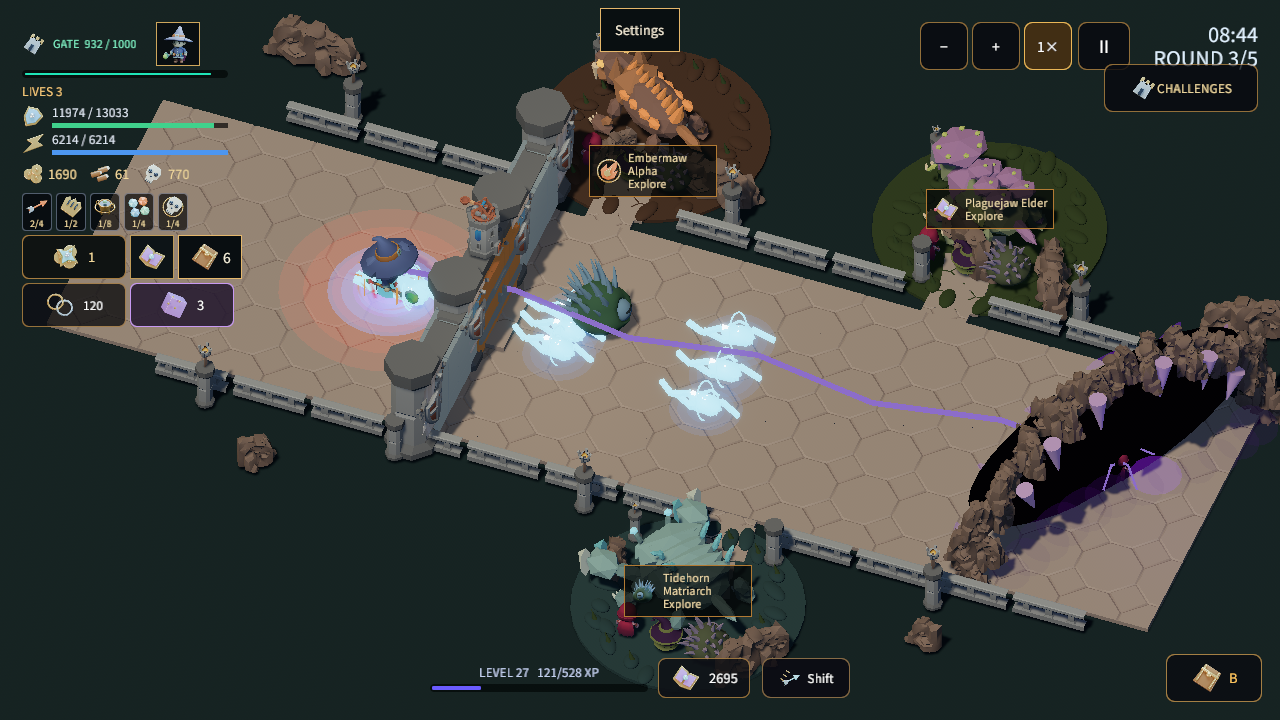 Settings
GATE 932 / 1000
LIVES 3
11974 / 13033
6214 / 6214
1690
61
770
2/4
1/2
1/8
1/4
1/4
1
6
120
3
−
+
1×
08:44
ROUND 3/5
CHALLENGES
Embermaw
Alpha
Explore
Plaguejaw Elder
Explore
Tidehorn
Matriarch
Explore
LEVEL 27 121/528 XP
2695
Shift
B